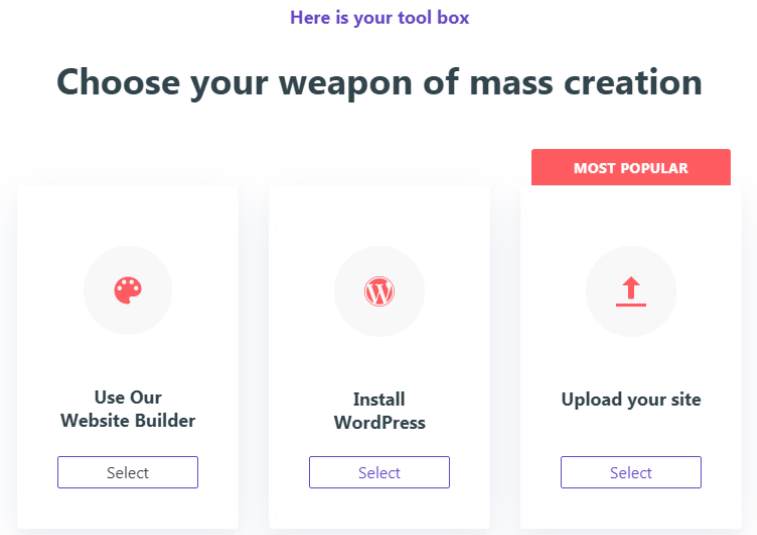 Here is your tool box
Choose your weapon of mass creation
MOST POPULAR
Use Our
Website Builder
Select
Install
WordPress
Select
Upload your site
Select